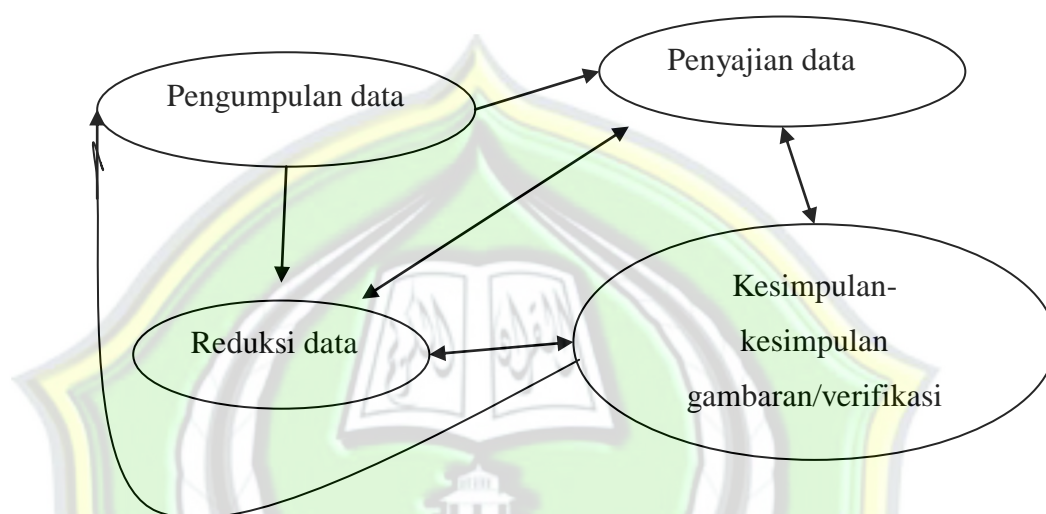 Pengumpulan data
Penyajian data
Reduksi data
Kesimpulan-
kesimpulan
gambaran/verifikasi